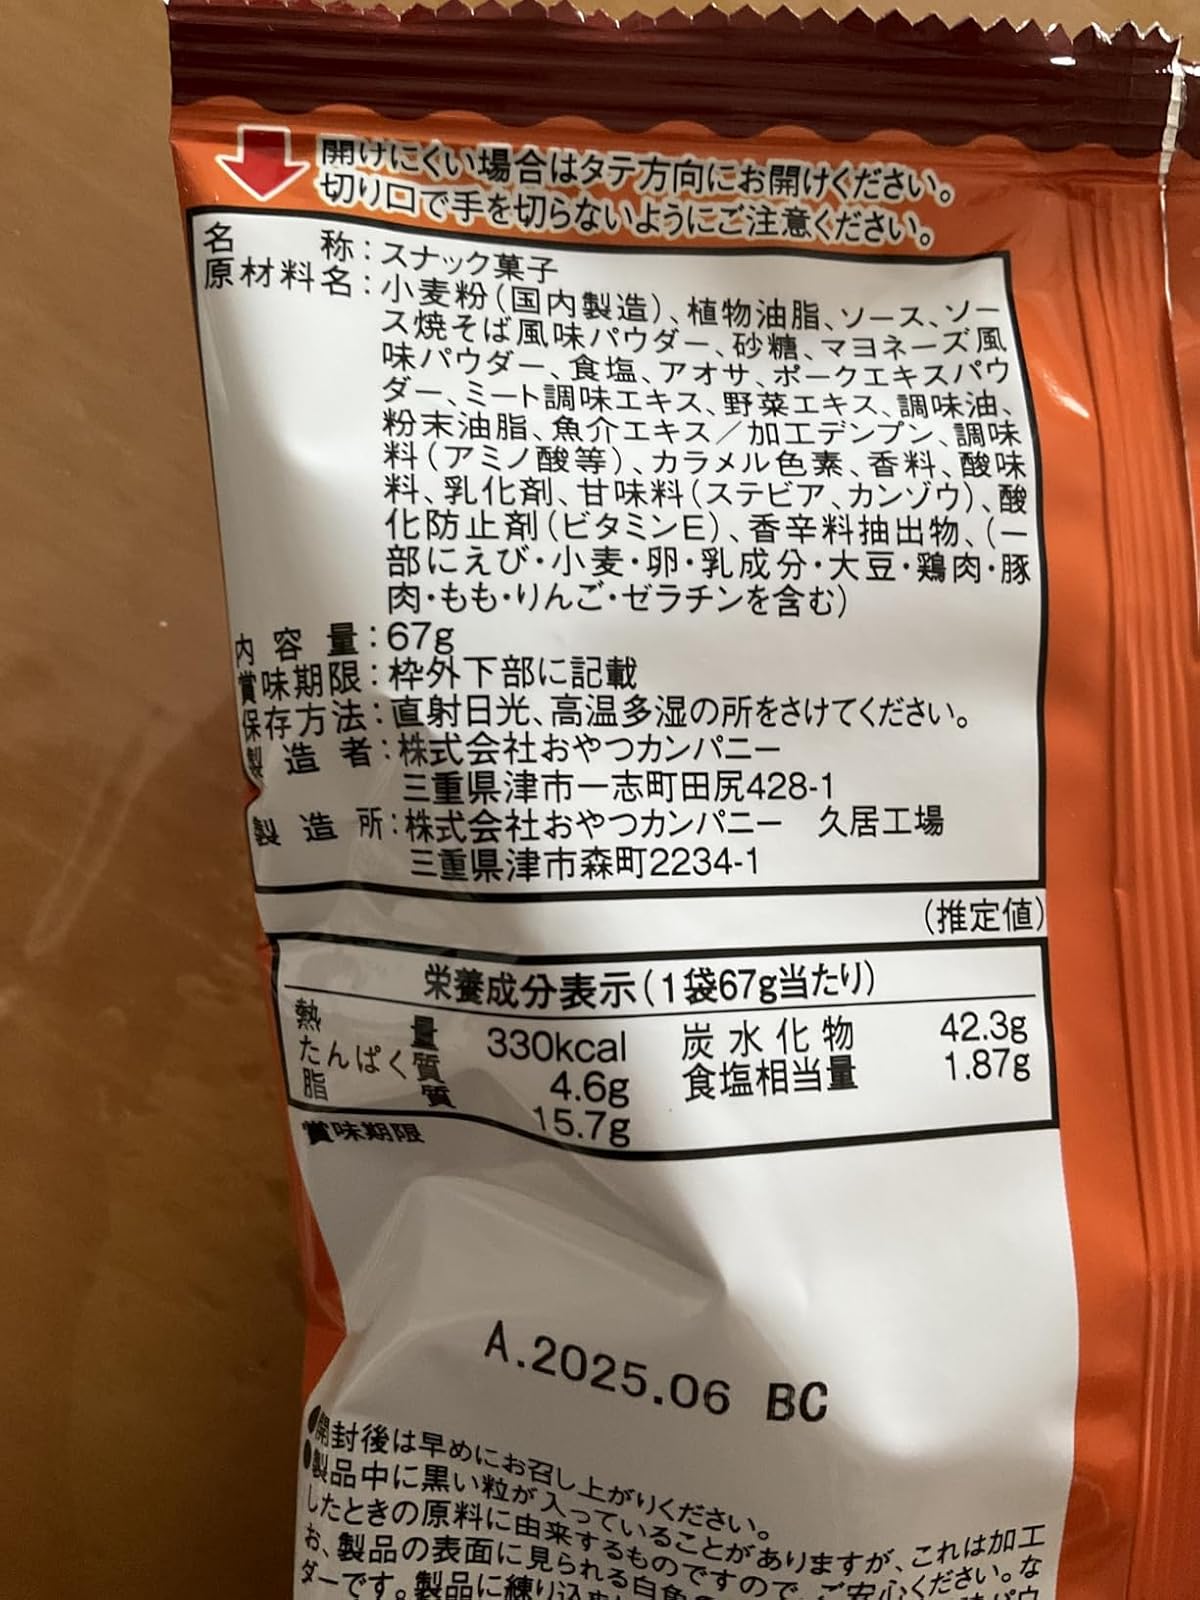 開けにくい場合はタテ方向にお開けください。
切り口で手を切らないようにご注意ください。
名称：スナック菓子
原材料名：小麦粉（国内製造）、植物油脂、ソース、ソー
ス焼そば風味パウダー、砂糖、マヨネーズ風
味パウダー、食塩、アオサ、ポークエキスパウ
ダー、ミート調味エキス、野菜エキス、調味油、
粉末油脂、魚介エキス／加工デンプン、調味
料（アミノ酸等）、カラメル色素、香料、酸味
料、乳化剤、甘味料（ステビア、カンゾウ）、酸
化防止剤（ビタミンE）、香辛料抽出物、（一
部にえび・小麦・卵・乳成分・大豆・鶏肉・豚
肉・もも・りんご・ゼラチンを含む）
内容量：67g
賞味期限：枠外下部に記載
保存方法：直射日光、高温多湿の所をさけてください。
製造者：株式会社おやつカンパニー
三重県津市一志町田尻428-1
製造所：株式会社おやつカンパニー　久居工場
三重県津市森町2234-1
（推定値）
栄養成分表示（1袋67g当たり）
熱量 330kcal 炭水化物 42.3g
たんぱく質 4.6g 食塩相当量 1.87g
脂質 15.7g
賞味期限
A.2025.06 BC
●開封後は早めにお召し上がりください。
●製品中に黒い粒が入っていることがありますが、これは加工
したときの原料に由来するものですので、ご安心ください。な
お、製品の表面に見られる白
ダーです。製品に練り込